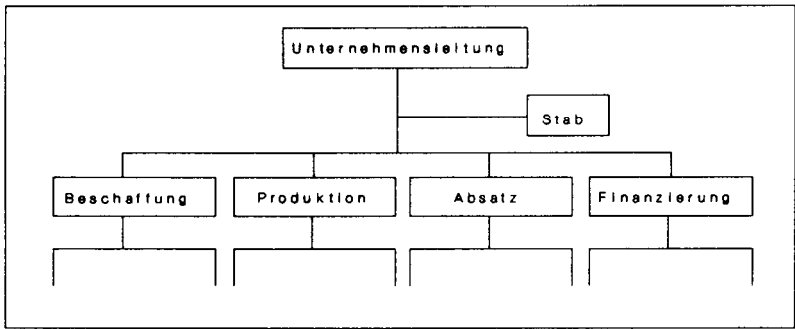 Unternehmensleitung
Stab
Beschaffung
Produktion
Absatz
Finanzierung